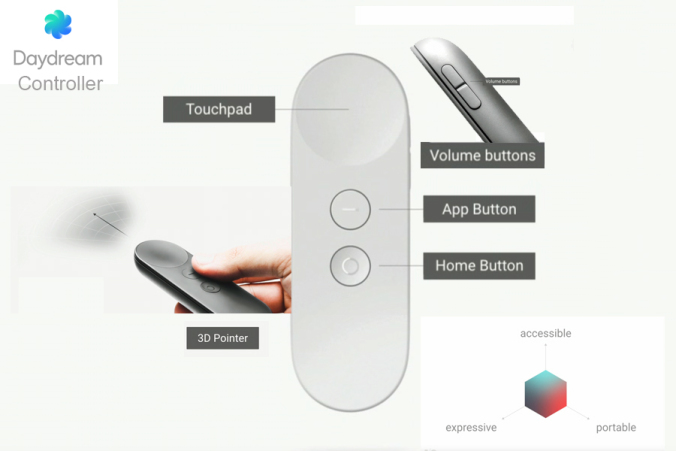 Daydream
Controller
Touchpad
Volume buttons
Volume buttons
App Button
Home Button
3D Pointer
accessible
expressive
portable